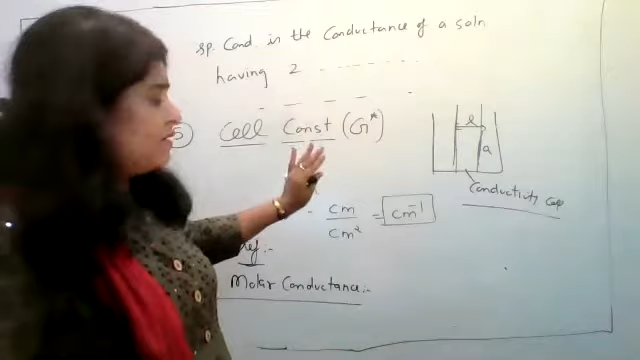 sp. Cond. is the Conductance of a soln
having 2 - - - - - - - - .
5 Cell Const (G*)
l
a
Conductivity
cm/cm² = cm⁻¹
def:-
Molar Conductance:-